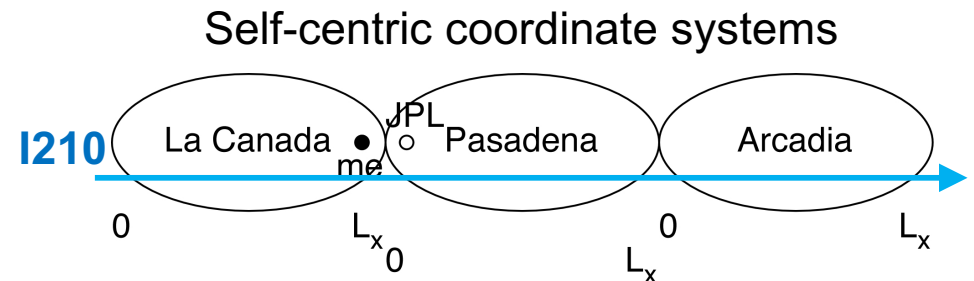 Self-centric coordinate systems
JPL
I210 La Canada Pasadena Arcadia
me
0 Lx 0 Lx
0 Lx